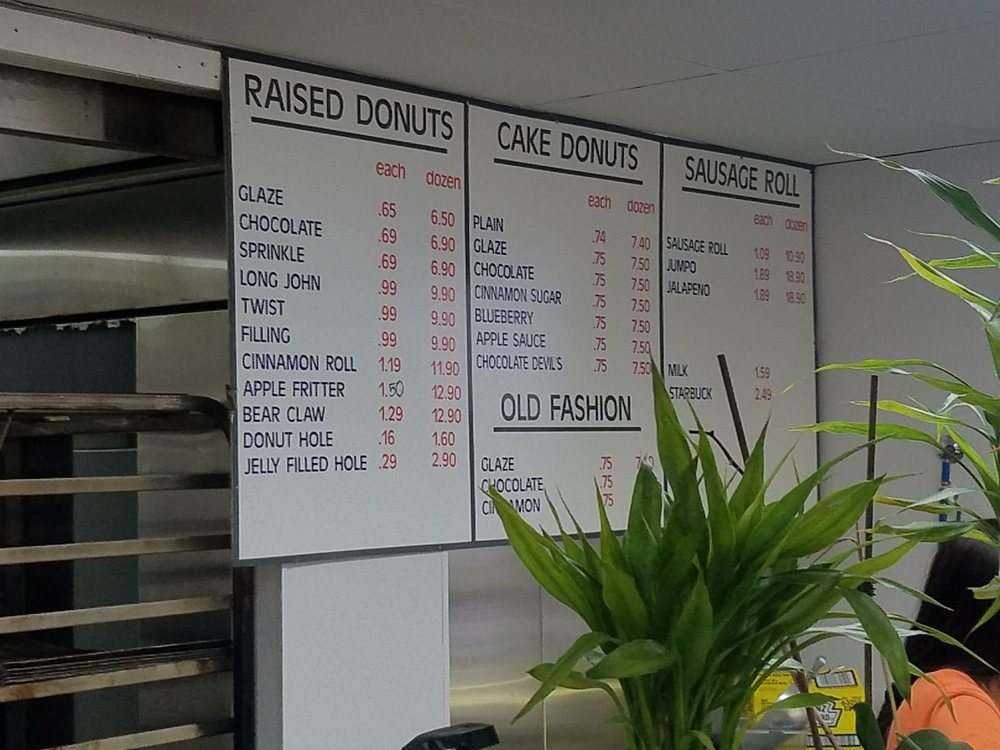 RAISED DONUTS
each dozen
GLAZE .65 6.50
CHOCOLATE .69 6.90
SPRINKLE .69 6.90
LONG JOHN .99 9.90
TWIST .99 9.90
FILLING .99 9.90
CINNAMON ROLL 1.19 11.90
APPLE FRITTER 1.50 12.90
BEAR CLAW 1.29 12.90
DONUT HOLE .16 1.60
JELLY FILLED HOLE .29 2.90
CAKE DONUTS
each dozen
PLAIN .74 7.40
GLAZE .75 7.50
CHOCOLATE .75 7.50
CINNAMON SUGAR .75 7.50
BLUEBERRY .75 7.50
APPLE SAUCE .75 7.50
CHOCOLATE DEVIL'S .75 7.50
OLD FASHION
GLAZE .75
CHOCOLATE .75
75
SAUSAGE ROLL
each dozen
SAUSAGE ROLL 1.09 10.90
JUMPO 1.89 18.90
JALAPENO 1.89 18.90
MILK 1.59
STARBUCK 2.49